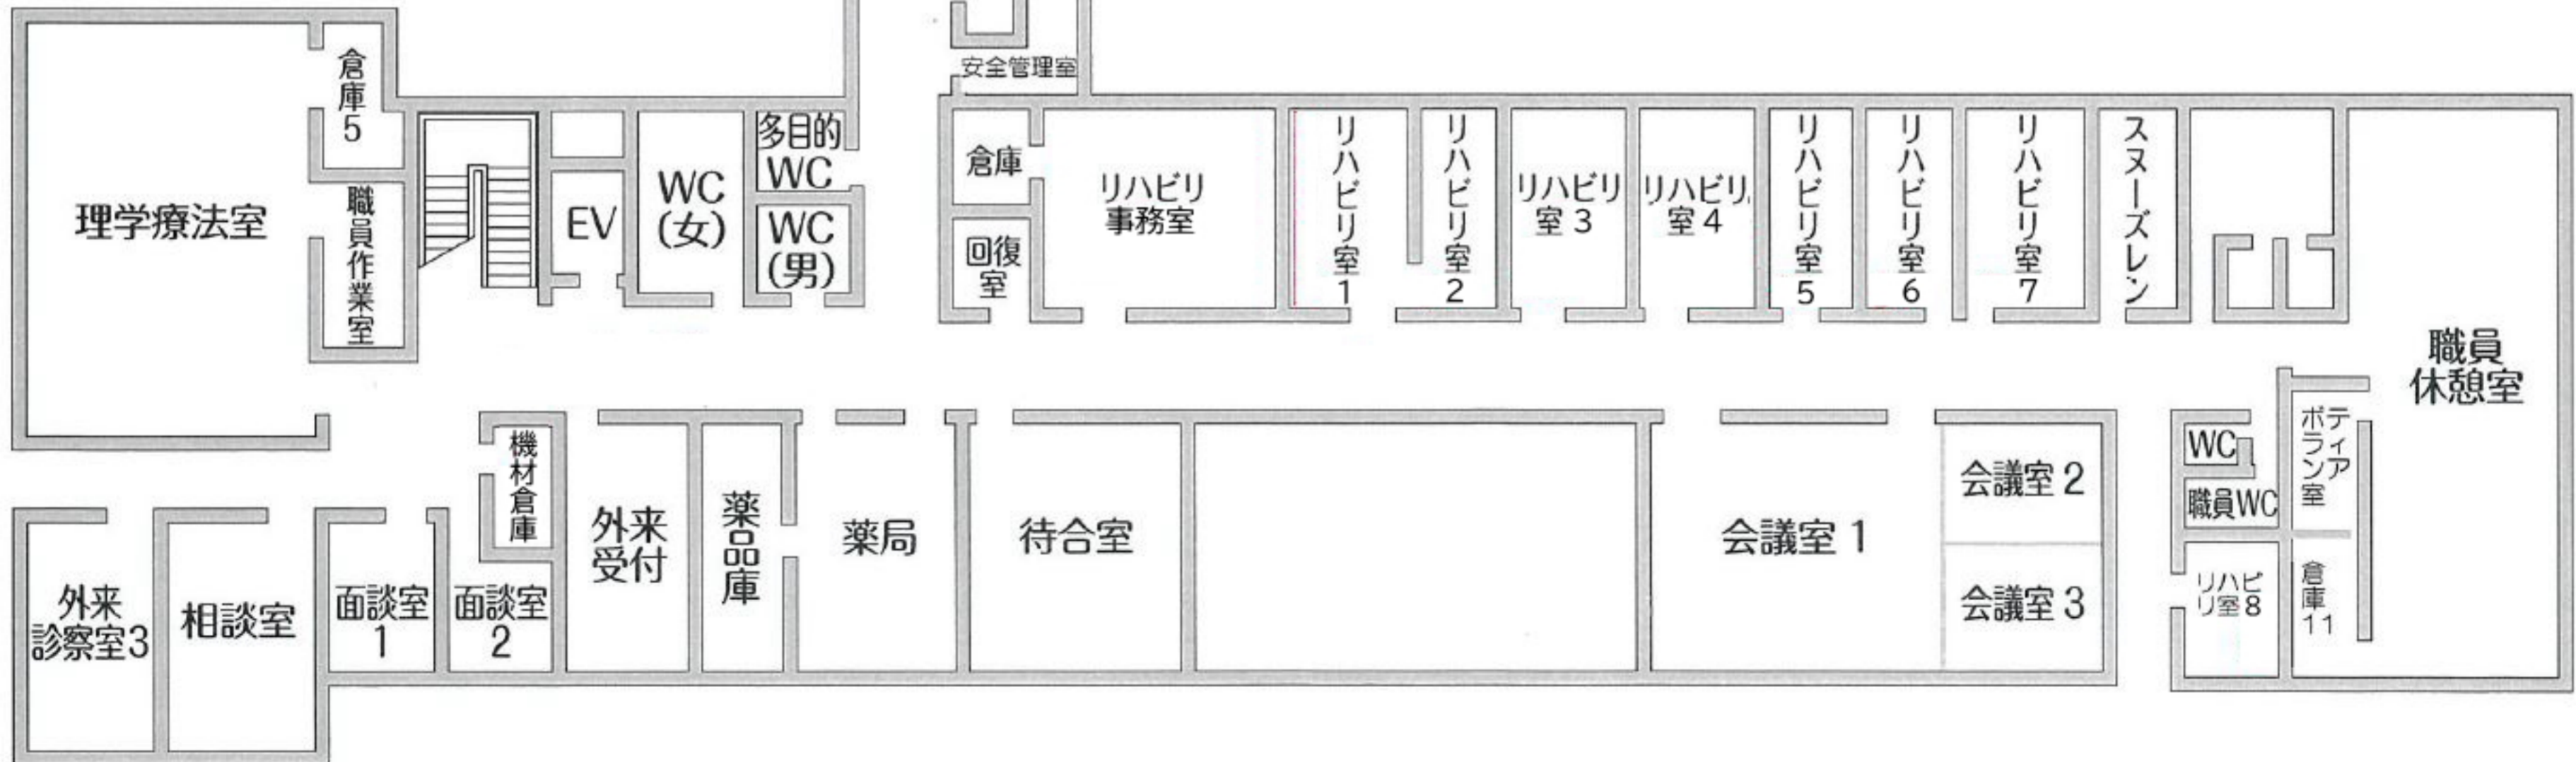 安全管理室
倉庫5
多目的
WC
倉庫
リハビリ
事務室
リハビリ室1
リハビリ室2
リハビリ
室3
リハビリ
室4
リハビリ室5
リハビリ室6
リハビリ室7
スヌーズレン
理学療法室
職員作業室
EV
WC
(女)
WC
(男)
回復
室
職員
休憩室
機材倉庫
外来
受付
薬品庫
薬局
待合室
会議室1
会議室2
会議室3
WC
職員WC
ボラン
ティア
室
リハビ
リ室8
倉庫11
外来
診察室3
相談室
面談室
1
面談室
2